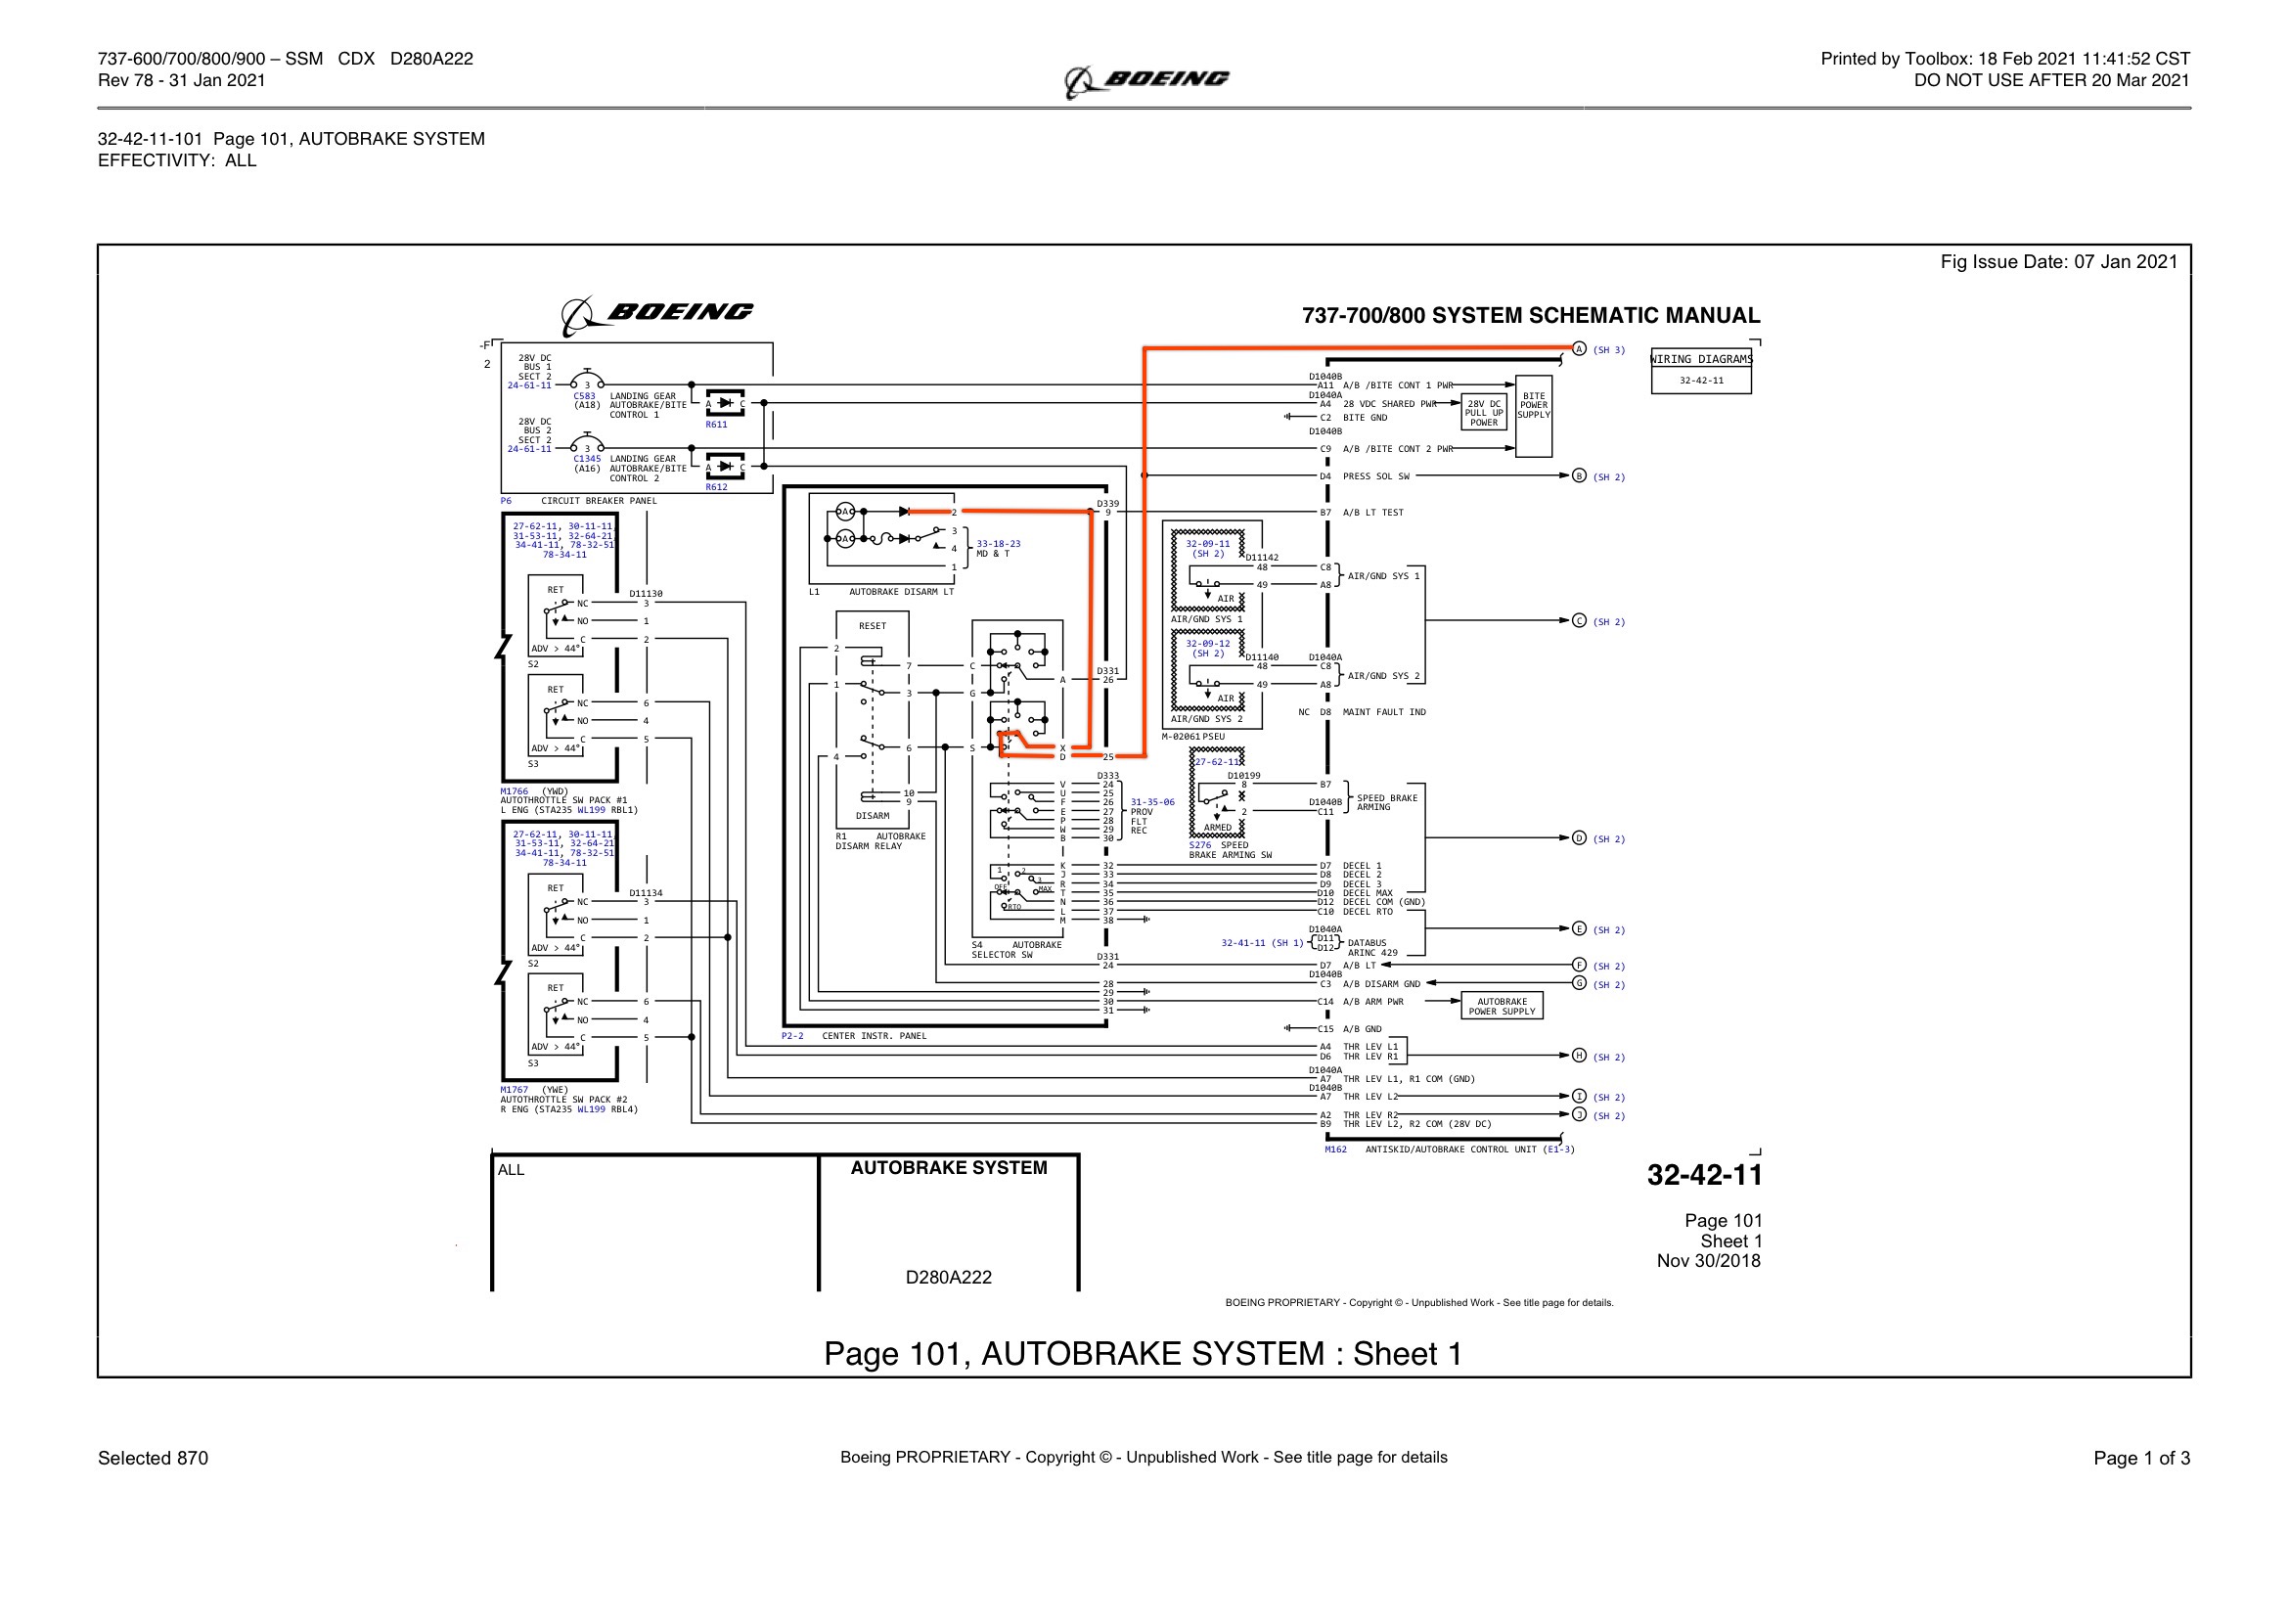 737-600/700/800/900 – SSM   CDX   D280A222
Rev 78 - 31 Jan 2021
BOEING
Printed by Toolbox: 18 Feb 2021 11:41:52 CST
DO NOT USE AFTER 20 Mar 2021
32-42-11-101  Page 101, AUTOBRAKE SYSTEM
EFFECTIVITY:  ALL
Fig Issue Date: 07 Jan 2021
BOEING
737-700/800 SYSTEM SCHEMATIC MANUAL
-F
2
28V DC
BUS 1
SECT 2
24-61-11
3
C583
(A18)
LANDING GEAR
AUTOBRAKE/BITE
CONTROL 1
A C
R611
28V DC
BUS 2
SECT 2
24-61-11
3
C1345
(A16)
LANDING GEAR
AUTOBRAKE/BITE
CONTROL 2
A C
R612
P6 CIRCUIT BREAKER PANEL
27-62-11, 30-11-11
31-53-11, 32-64-21
34-41-11, 78-32-51
78-34-11
RET
NC
NO
C
ADV > 44°
S2
D11130
3
1
2
RET
NC
NO
C
ADV > 44°
S3
6
4
5
M1766 (YWD)
AUTOTHROTTLE SW PACK #1
L ENG (STA235 WL199 RBL1)
27-62-11, 30-11-11
31-53-11, 32-64-21
34-41-11, 78-32-51
78-34-11
RET
NC
NO
C
ADV > 44°
S2
D11134
3
1
2
RET
NC
NO
C
ADV > 44°
S3
6
4
5
M1767 (YWE)
AUTOTHROTTLE SW PACK #2
R ENG (STA235 WL199 RBL4)
A
A
2
3
4
1
33-18-23
MD & T
L1 AUTOBRAKE DISARM LT
RESET
2
1
4
7
3
6
10
9
DISARM
R1 AUTOBRAKE
DISARM RELAY
C
G
S
A
X
D
V
U
F
E
P
W
B
K
J
R
T
N
L
M
1
2
3
OFF
MAX
RTO
S4 AUTOBRAKE
SELECTOR SW
D339
9
D331
26
25
D333
24
25
26
27
28
29
30
31-35-06
PROV
FLT
REC
32
33
34
35
36
37
38
D331
24
28
29
30
31
P2-2 CENTER INSTR. PANEL
32-09-11
(SH 2)
D11142
48
49
AIR
AIR/GND SYS 1
32-09-12
(SH 2)
D11140
48
49
AIR
AIR/GND SYS 2
M-02061 PSEU
27-62-11
D10199
8
2
ARMED
S276 SPEED
BRAKE ARMING SW
32-41-11 (SH 1)
D1040B
A11 A/B /BITE CONT 1 PWR
D1040A
A4 28 VDC SHARED PWR
C2 BITE GND
D1040B
C9 A/B /BITE CONT 2 PWR
28V DC
PULL UP
POWER
BITE
POWER
SUPPLY
D4 PRESS SOL SW
B7 A/B LT TEST
C8
A8
AIR/GND SYS 1
D1040A
C8
A8
AIR/GND SYS 2
NC D8 MAINT FAULT IND
B7
D1040B
C11
SPEED BRAKE
ARMING
D7 DECEL 1
D8 DECEL 2
D9 DECEL 3
D10 DECEL MAX
D12 DECEL COM (GND)
C10 DECEL RTO
D1040A
D11
D12
DATABUS
ARINC 429
D7 A/B LT
D1040B
C3 A/B DISARM GND
C14 A/B ARM PWR
AUTOBRAKE
POWER SUPPLY
C15 A/B GND
A4 THR LEV L1
D6 THR LEV R1
D1040A
A7 THR LEV L1, R1 COM (GND)
D1040B
A7 THR LEV L2
A2 THR LEV R2
B9 THR LEV L2, R2 COM (28V DC)
M162 ANTISKID/AUTOBRAKE CONTROL UNIT (E1-3)
A (SH 3)
B (SH 2)
C (SH 2)
D (SH 2)
E (SH 2)
F (SH 2)
G (SH 2)
H (SH 2)
I (SH 2)
J (SH 2)
WIRING DIAGRAMS
32-42-11
ALL
AUTOBRAKE SYSTEM
D280A222
32-42-11
Page 101
Sheet 1
Nov 30/2018
BOEING PROPRIETARY - Copyright © - Unpublished Work - See title page for details.
Page 101, AUTOBRAKE SYSTEM : Sheet 1
Selected 870
Boeing PROPRIETARY - Copyright © - Unpublished Work - See title page for details
Page 1 of 3